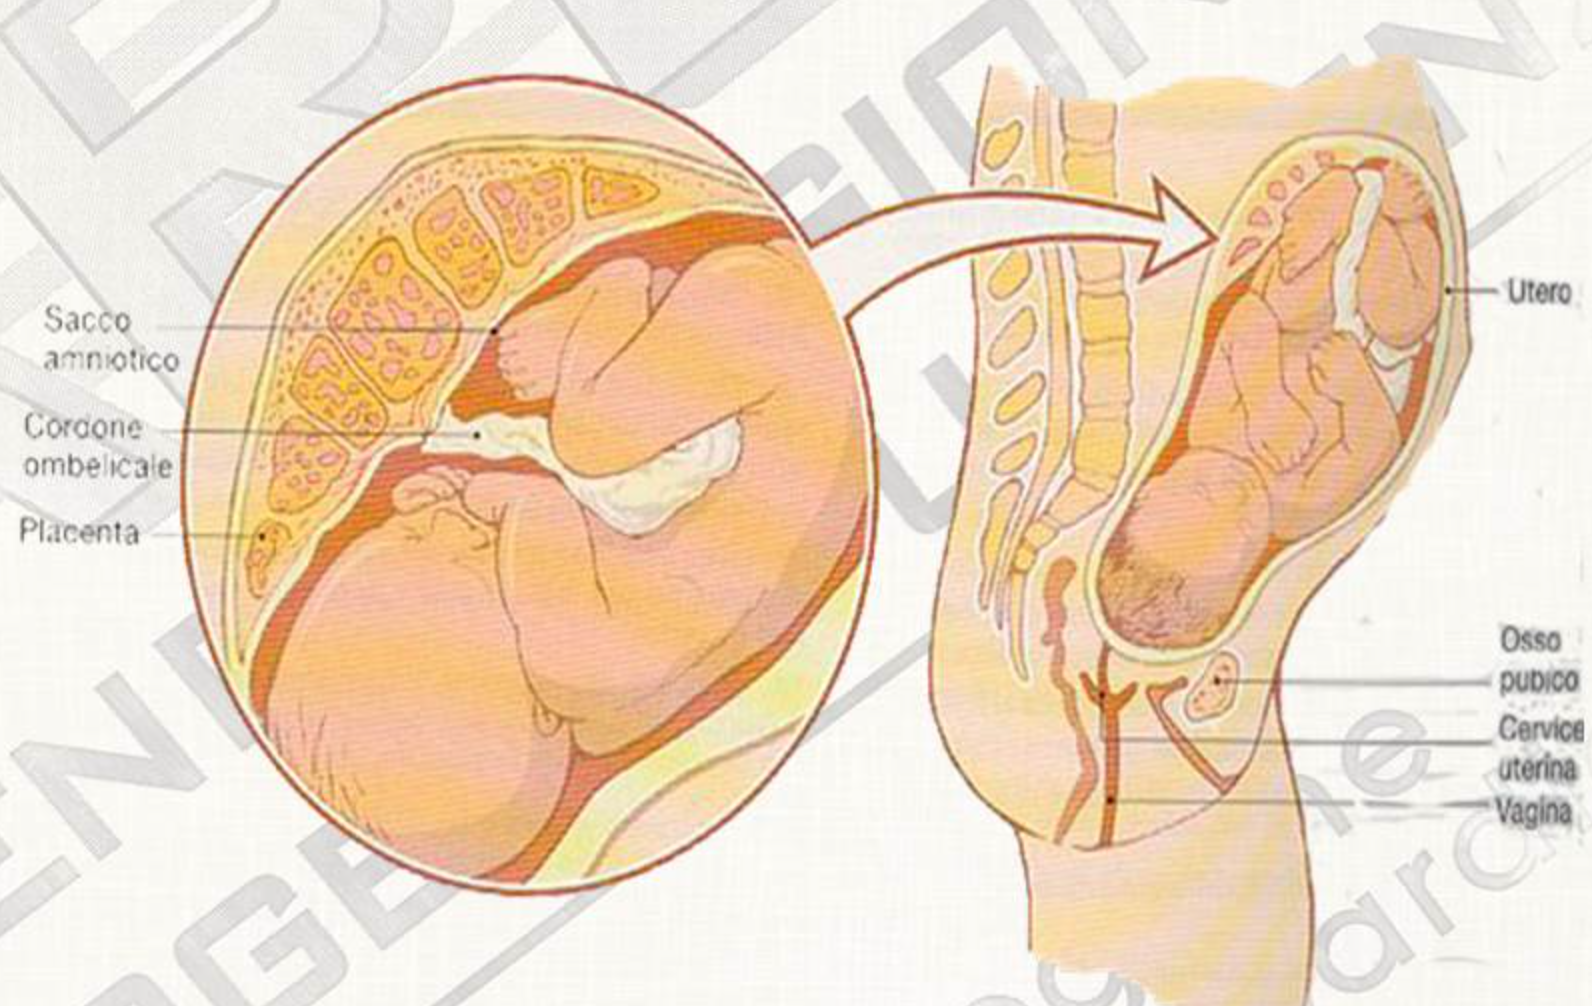 Sacco
amniotico
Cordone
ombelicale
Placenta
Utero
Osso
pubico
Cervice
uterina
Vagina